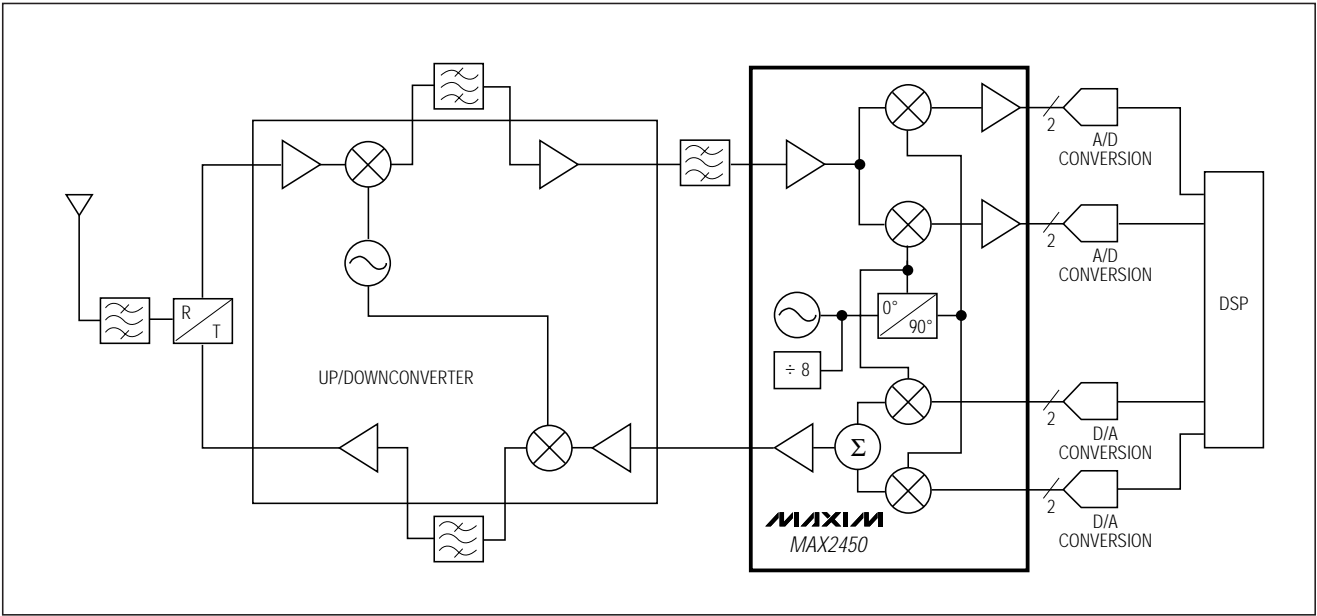 2
A/D
CONVERSION
2
A/D
CONVERSION
DSP
R
T
0°
90°
÷ 8
UP/DOWNCONVERTER
2
D/A
CONVERSION
Σ
2
D/A
CONVERSION
MAXIM
MAX2450